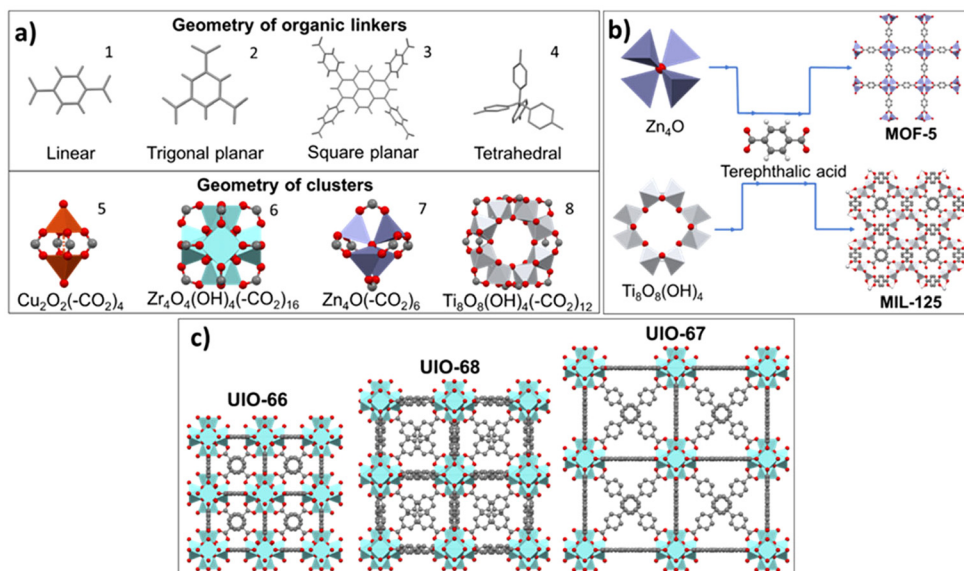 a)
Geometry of organic linkers
1
2
3
4
Linear
Trigonal planar
Square planar
Tetrahedral
Geometry of clusters
5
6
7
8
Cu₂O₂(-CO₂)₄
Zr₄O₄(OH)₄(-CO₂)₁₆
Zn₄O(-CO₂)₆
Ti₈O₈(OH)₄(-CO₂)₁₂
b)
Zn₄O
MOF-5
Terephthalic acid
Ti₈O₈(OH)₄
MIL-125
c)
UIO-66
UIO-68
UIO-67